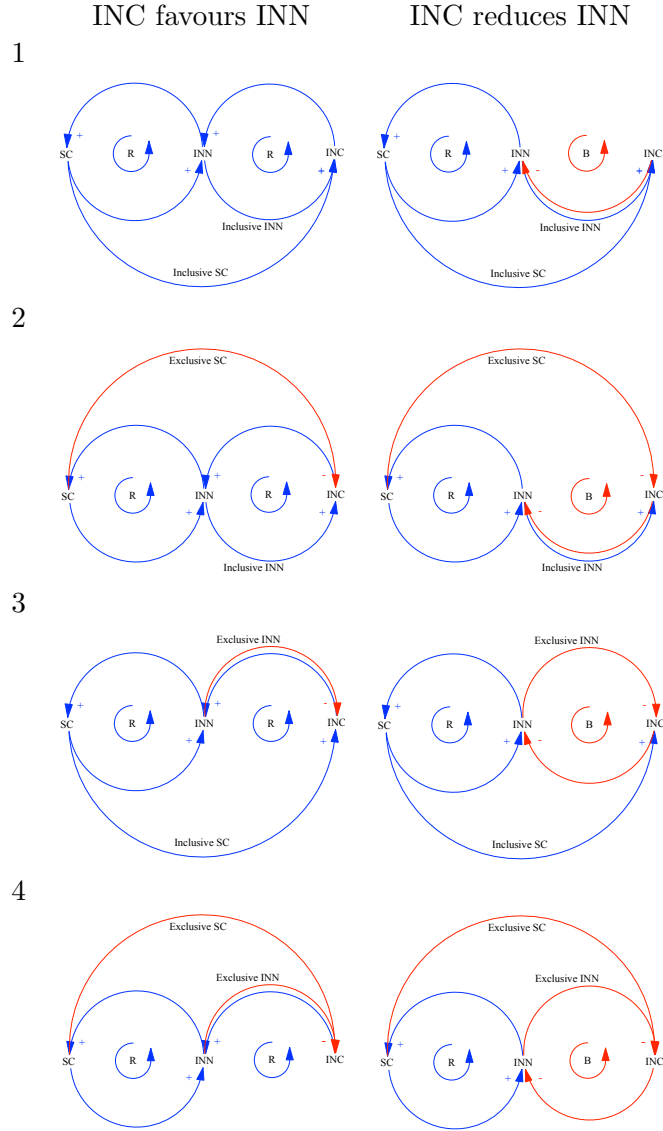 INC favours INN INC reduces INN
1
+ + +
R R R B
SC INN INC SC INN INC
+ + + - +
Inclusive INN Inclusive INN
Inclusive SC Inclusive SC
2
Exclusive SC Exclusive SC
+ + - + -
R R R B
SC INN INC SC INN INC
+ + + - +
Inclusive INN Inclusive INN
3
Exclusive INN Exclusive INN
+ + - + -
R R R B
SC INN INC SC INN INC
+ + + - +
Inclusive SC Inclusive SC
4
Exclusive SC Exclusive SC
Exclusive INN Exclusive INN
+ + - + -
R R R B
SC INN INC SC INN INC
+ + -